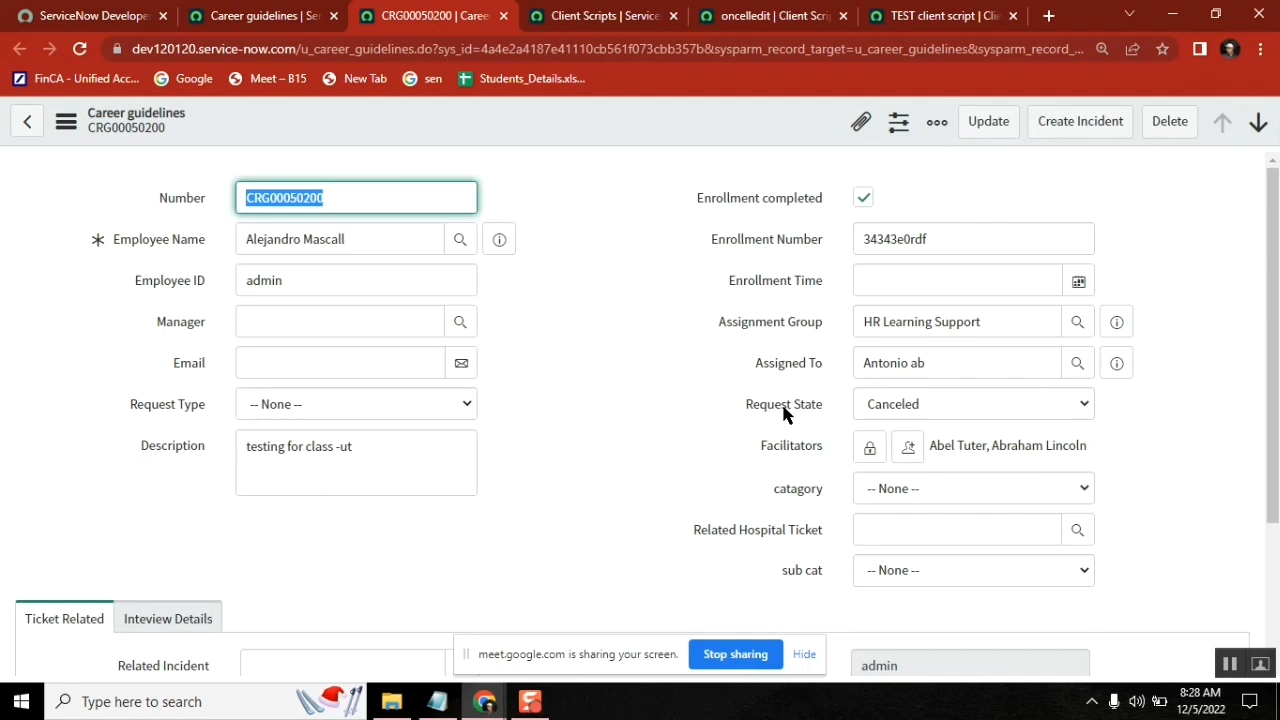 ServiceNow Develope
Career guidelines | Ser
CRG00050200 | Caree
Client Scripts | Service
oncelledit | Client Scri
TEST client script | Clie
dev120120.service-now.com/u_career_guidelines.do?sys_id=4a4e2a4187e41110cb561f073cbb357b&sysparm_record_target=u_career_guidelines&sysparm_record_...
FinCA - Unified Acc...
Google
Meet – B15
New Tab
sen
Students_Details.xls...
Career guidelines
CRG00050200
Update
Create Incident
Delete
Number
CRG00050200
Enrollment completed
Employee Name
Alejandro Mascall
Enrollment Number
34343e0rdf
Employee ID
admin
Enrollment Time
Manager
Assignment Group
HR Learning Support
Email
Assigned To
Antonio ab
Request Type
-- None --
Request State
Canceled
Description
testing for class -ut
Facilitators
Abel Tuter, Abraham Lincoln
catagory
-- None --
Related Hospital Ticket
sub cat
-- None --
Ticket Related
Inteview Details
Related Incident
admin
meet.google.com is sharing your screen.
Stop sharing
Hide
Type here to search
8:28 AM
12/5/2022